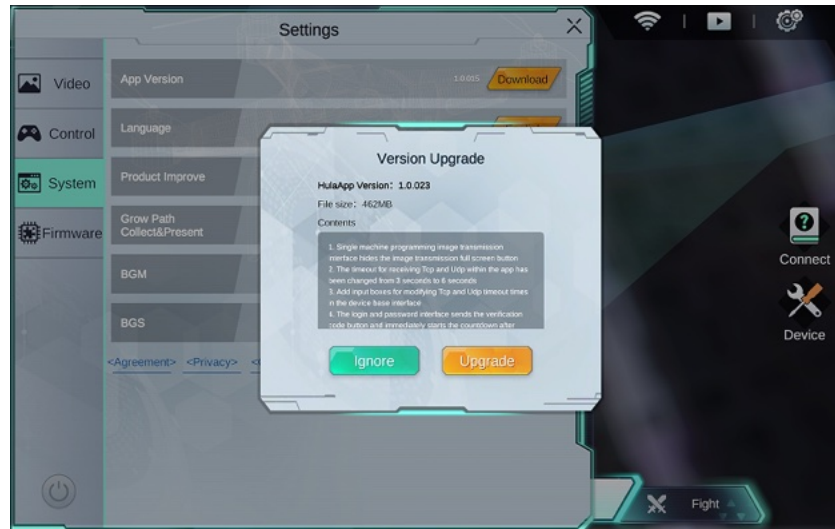 Settings
Video
Control
System
Firmware
App Version
Download
Language
Product Improve
Grow Path
Collect&Present
BGM
BGS
<Agreement> <Privacy>
Version Upgrade
HulaApp Version: 1.0.023
File size: 462MB
Contents
1. Single machine programming image transmission
interface hides the image transmission full screen button
2. The timeout for receiving Tcp and Udp within the app has
been changed from 3 seconds to 6 seconds
3. Add input boxes for modifying Tcp and Udp timeout times
in the device base interface
4. The login and password interface sends the verification
code button and immediately starts the countdown after
Ignore
Upgrade
Connect
Device
Fight